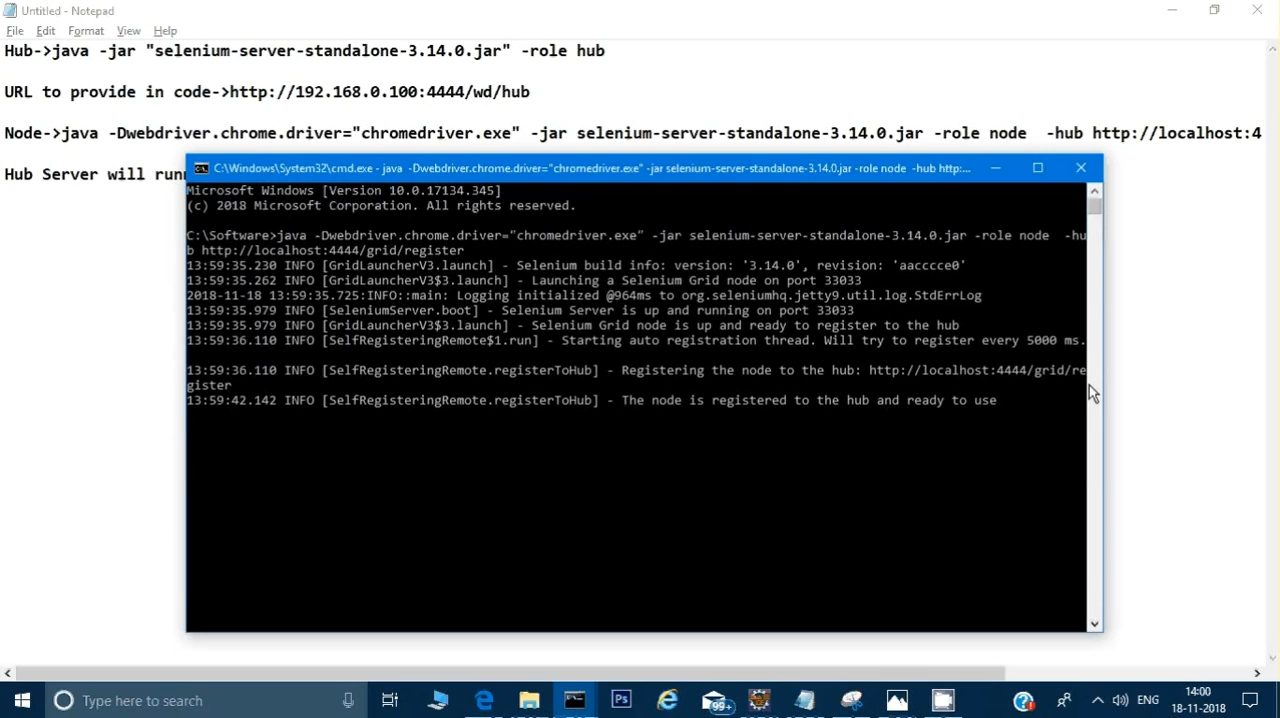 Untitled - Notepad
File Edit Format View Help
Hub->java -jar "selenium-server-standalone-3.14.0.jar" -role hub
URL to provide in code->http://192.168.0.100:4444/wd/hub
Node->java -Dwebdriver.chrome.driver="chromedriver.exe" -jar selenium-server-standalone-3.14.0.jar -role node  -hub http://localhost:4
Hub Server will run
C:\Windows\System32\cmd.exe - java  -Dwebdriver.chrome.driver="chromedriver.exe" -jar selenium-server-standalone-3.14.0.jar -role node  -hub http:...
Microsoft Windows [Version 10.0.17134.345]
(c) 2018 Microsoft Corporation. All rights reserved.
C:\Software>java -Dwebdriver.chrome.driver="chromedriver.exe" -jar selenium-server-standalone-3.14.0.jar -role node  -hu
b http://localhost:4444/grid/register
13:59:35.230 INFO [GridLauncherV3.launch] - Selenium build info: version: '3.14.0', revision: 'aacccce0'
13:59:35.262 INFO [GridLauncherV3$3.launch] - Launching a Selenium Grid node on port 33033
2018-11-18 13:59:35.725:INFO::main: Logging initialized @964ms to org.seleniumhq.jetty9.util.log.StdErrLog
13:59:35.979 INFO [SeleniumServer.boot] - Selenium Server is up and running on port 33033
13:59:35.979 INFO [GridLauncherV3$3.launch] - Selenium Grid node is up and ready to register to the hub
13:59:36.110 INFO [SelfRegisteringRemote$1.run] - Starting auto registration thread. Will try to register every 5000 ms.
13:59:36.110 INFO [SelfRegisteringRemote.registerToHub] - Registering the node to the hub: http://localhost:4444/grid/re
gister
13:59:42.142 INFO [SelfRegisteringRemote.registerToHub] - The node is registered to the hub and ready to use
Type here to search
Ps
99+
ENG
14:00
18-11-2018